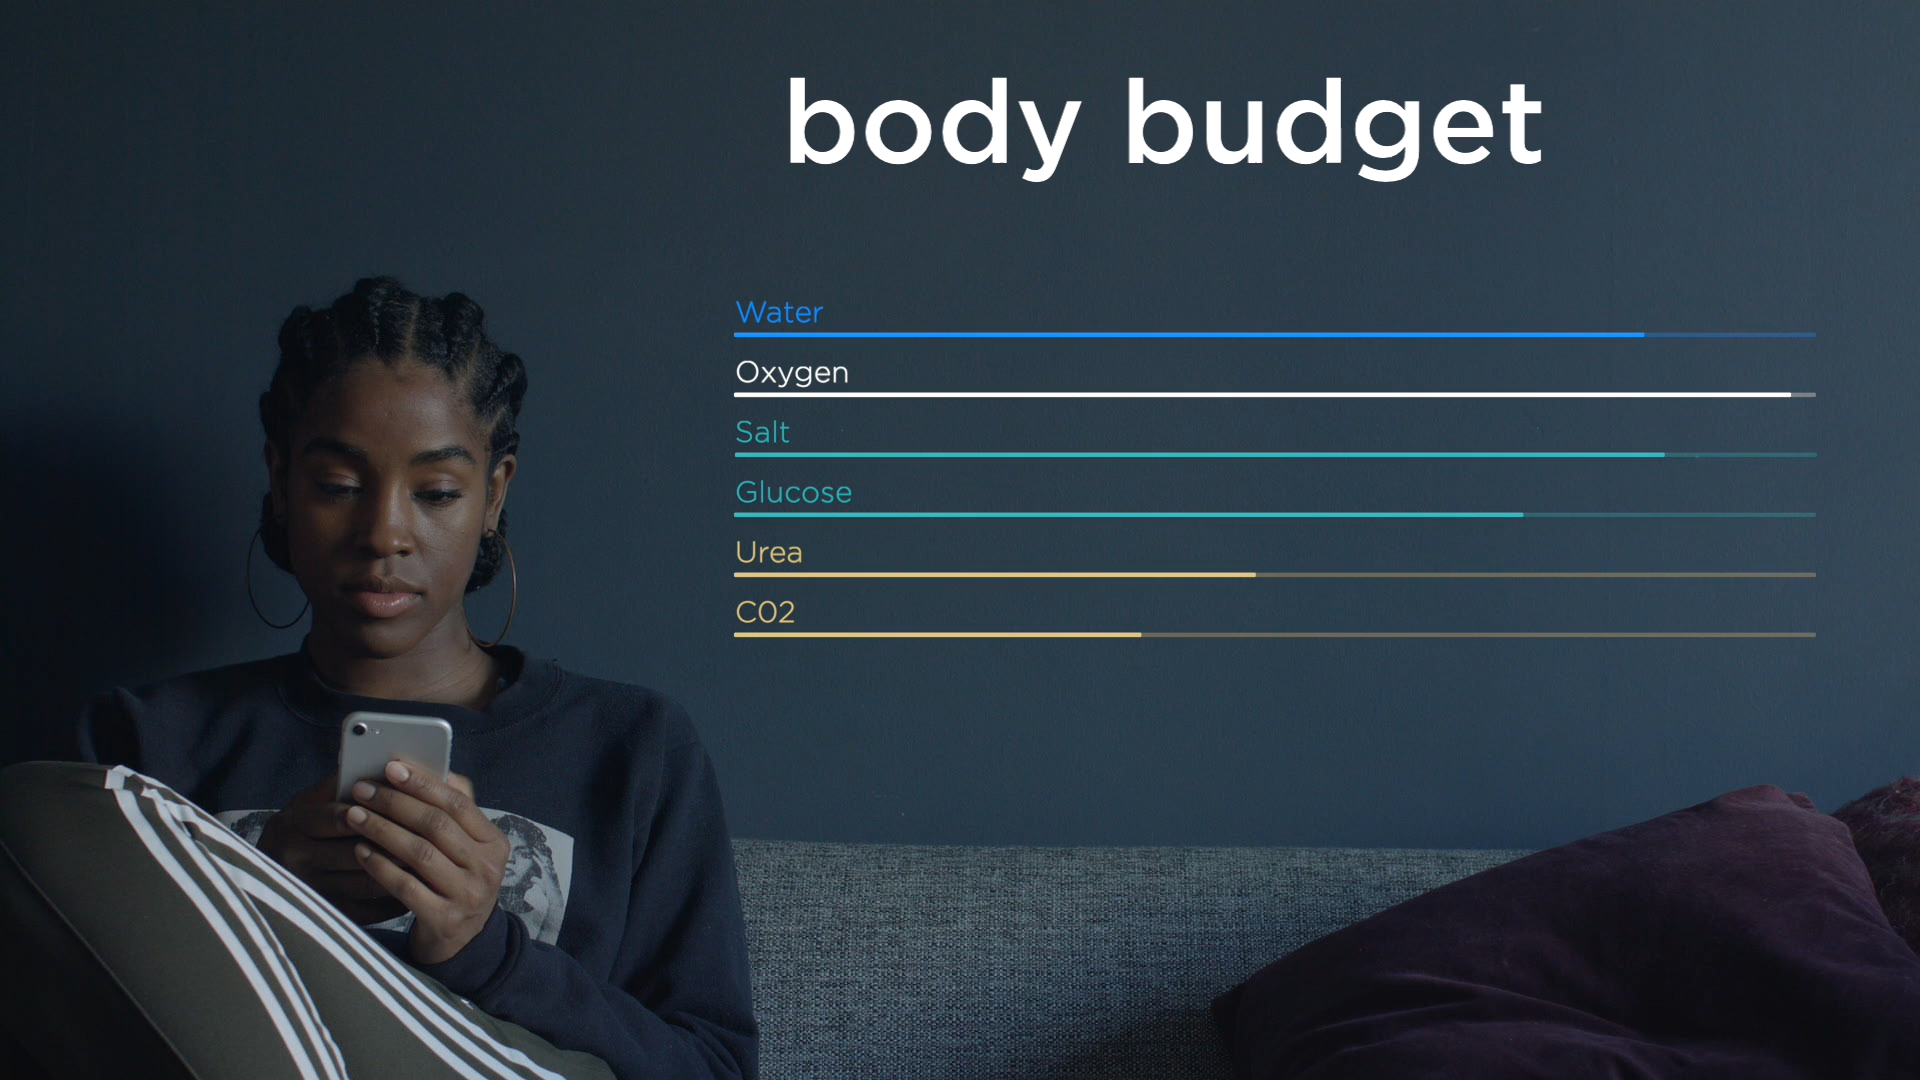 body budget
Water
Oxygen
Salt
Glucose
Urea
C02